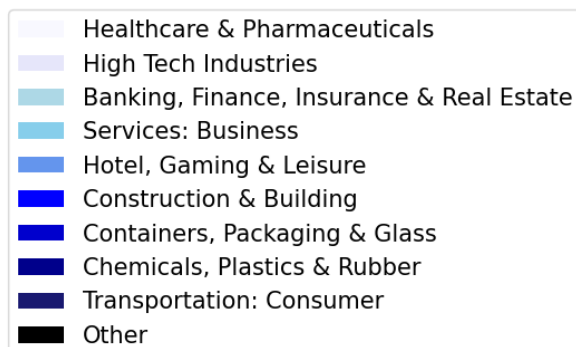 Healthcare & Pharmaceuticals
High Tech Industries
Banking, Finance, Insurance & Real Estate
Services: Business
Hotel, Gaming & Leisure
Construction & Building
Containers, Packaging & Glass
Chemicals, Plastics & Rubber
Transportation: Consumer
Other